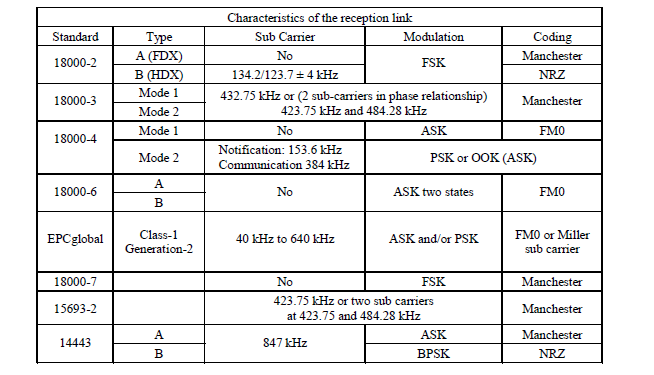 Characteristics of the reception link
Standard Type Sub Carrier Modulation Coding
18000-2 A (FDX) No FSK Manchester
B (HDX) 134.2/123.7 ± 4 kHz NRZ
18000-3 Mode 1 432.75 kHz or (2 sub-carriers in phase relationship) Manchester
Mode 2 423.75 kHz and 484.28 kHz
18000-4 Mode 1 No ASK FM0
Mode 2 Notification: 153.6 kHz PSK or OOK (ASK)
Communication 384 kHz
18000-6 A No ASK two states FM0
B
EPCglobal Class-1 40 kHz to 640 kHz ASK and/or PSK FM0 or Miller
Generation-2 sub carrier
18000-7 No FSK Manchester
15693-2 423.75 kHz or two sub carriers Manchester
at 423.75 and 484.28 kHz
14443 A 847 kHz ASK Manchester
B BPSK NRZ